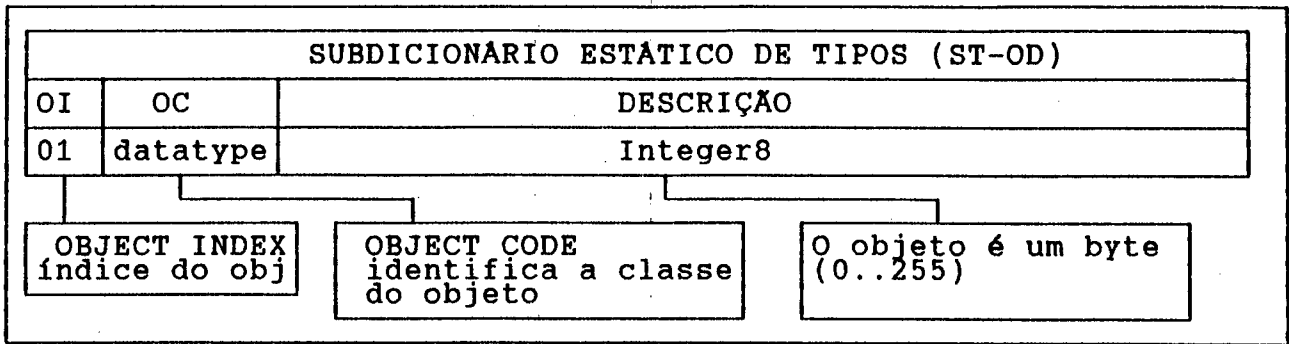 SUBDICIONÁRIO ESTÁTICO DE TIPOS (ST-OD)
OI OC DESCRIÇÃO
01 datatype Integer8
OBJECT INDEX
índice do obj
OBJECT CODE
identifica a classe
do objeto
O objeto é um byte
(0..255)